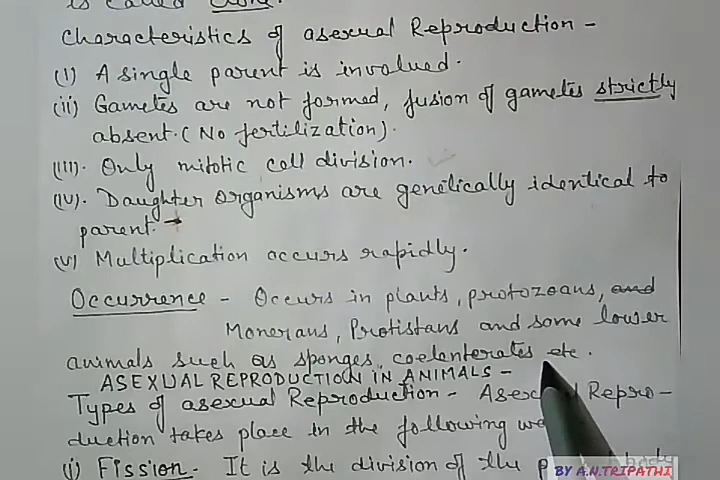 is called Clone.
Characteristics of asexual Reproduction -
(I) A single parent is involved.
(ii) Gametes are not formed, fusion of gametes strictly
absent. (No fertilization).
(III). Only mitotic cell division.
(IV). Daughter organisms are genetically identical to
parent. →
(V) Multiplication occurs rapidly.
Occurrence - Occurs in plants, protozoans, and
Monerans, Protistans and some lower
animals such as sponges, coelenterates etc.
ASEXUAL REPRODUCTION IN ANIMALS -
Types of asexual Reproduction - Repro-
duction takes place in the following
(i) Fission - It is the division of the body
BY A.N.TRIPATHI